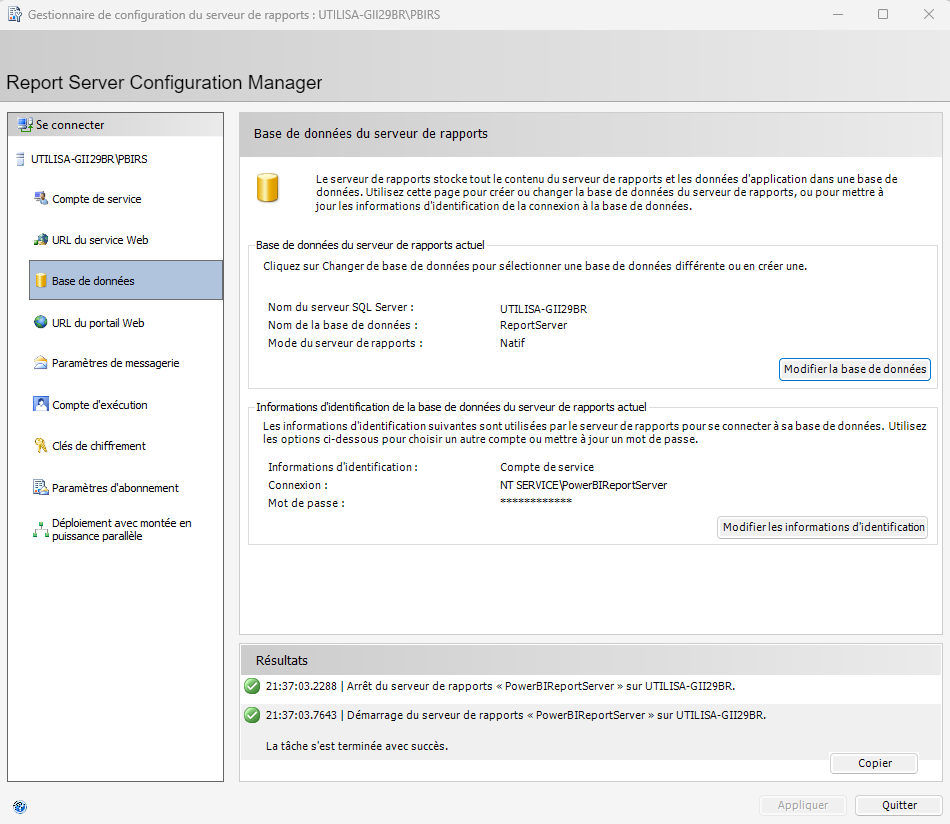 Gestionnaire de configuration du serveur de rapports : UTILISA-GII29BR\PBIRS
Report Server Configuration Manager
Se connecter
UTILISA-GII29BR\PBIRS
Compte de service
URL du service Web
Base de données
URL du portail Web
Paramètres de messagerie
Compte d'exécution
Clés de chiffrement
Paramètres d'abonnement
Déploiement avec montée en
puissance parallèle
Base de données du serveur de rapports
Le serveur de rapports stocke tout le contenu du serveur de rapports et les données d'application dans une base de
données. Utilisez cette page pour créer ou changer la base de données du serveur de rapports, ou pour mettre à
jour les informations d'identification de la connexion à la base de données.
Base de données du serveur de rapports actuel
Cliquez sur Changer de base de données pour sélectionner une base de données différente ou en créer une.
Nom du serveur SQL Server : UTILISA-GII29BR
Nom de la base de données : ReportServer
Mode du serveur de rapports : Natif
Modifier la base de données
Informations d'identification de la base de données du serveur de rapports actuel
Les informations d'identification suivantes sont utilisées par le serveur de rapports pour se connecter à sa base de données. Utilisez
les options ci-dessous pour choisir un autre compte ou mettre à jour un mot de passe.
Informations d'identification : Compte de service
Connexion : NT SERVICE\PowerBIReportServer
Mot de passe : ************
Modifier les informations d'identification
Résultats
21:37:03.2288 | Arrêt du serveur de rapports « PowerBIReportServer » sur UTILISA-GII29BR.
21:37:03.7643 | Démarrage du serveur de rapports « PowerBIReportServer » sur UTILISA-GII29BR.
La tâche s'est terminée avec succès.
Copier
Appliquer
Quitter